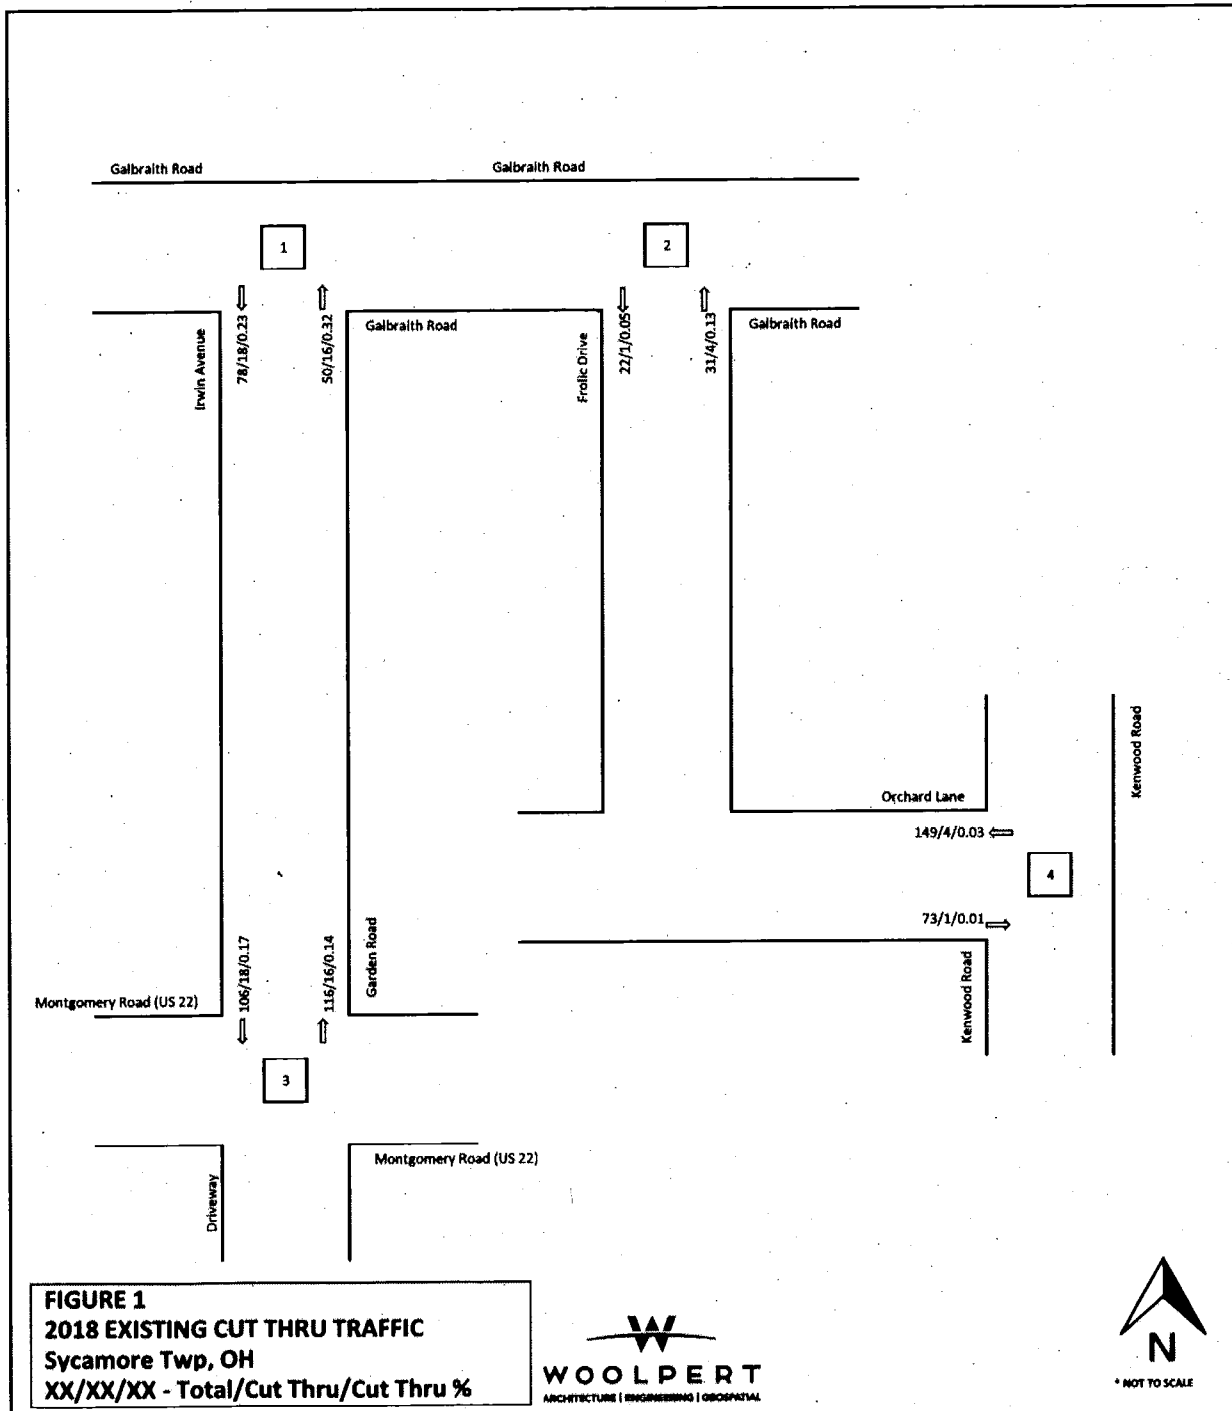 Galbraith Road
Galbraith Road
1
2
78/18/0.23
50/16/0.32
Irwin Avenue
Galbraith Road
22/1/0.05
31/4/0.13
Frolic Drive
Galbraith Road
Kenwood Road
Orchard Lane
149/4/0.03
4
73/1/0.01
Kenwood Road
106/18/0.17
116/16/0.14
Garden Road
Montgomery Road (US 22)
3
Montgomery Road (US 22)
Driveway
FIGURE 1
2018 EXISTING CUT THRU TRAFFIC
Sycamore Twp, OH
XX/XX/XX - Total/Cut Thru/Cut Thru %
WOOLPERT
ARCHITECTURE | ENGINEERING | GEOSPATIAL
N
* NOT TO SCALE